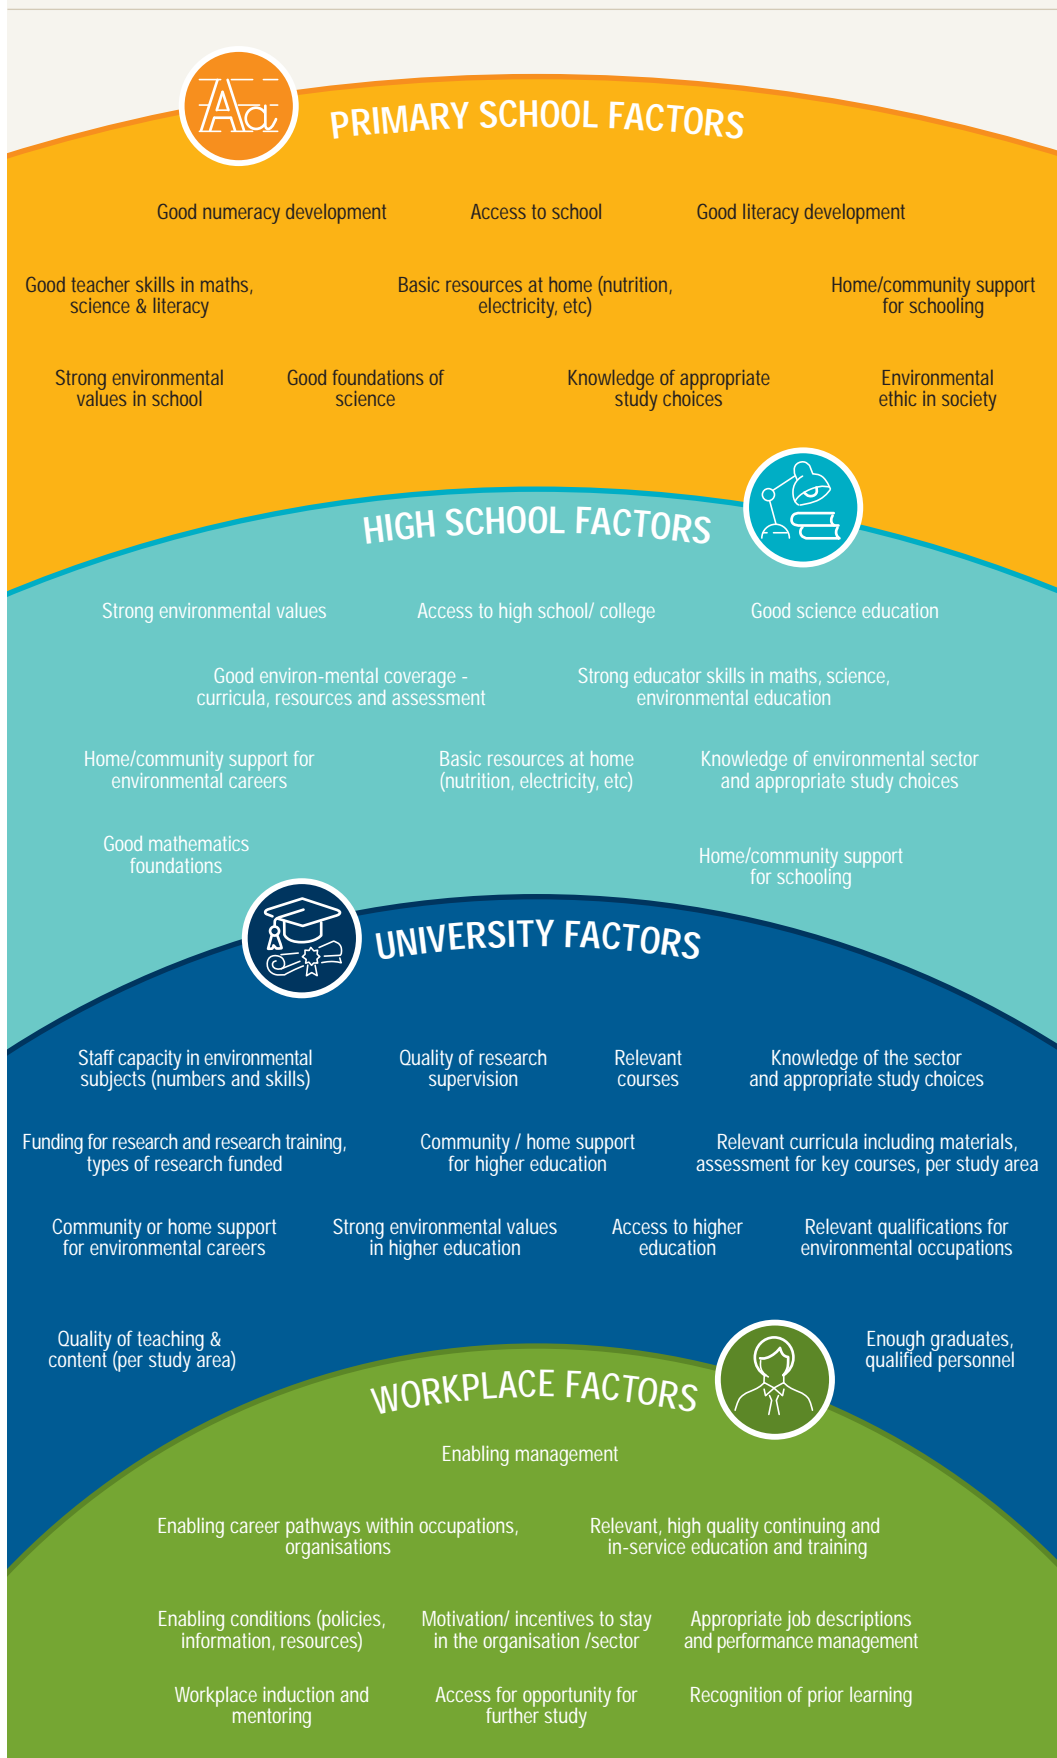 Aa
PRIMARY SCHOOL FACTORS
Good numeracy development
Access to school
Good literacy development
Good teacher skills in maths,
science & literacy
Basic resources at home (nutrition,
electricity, etc)
Home/community support
for schooling
Strong environmental
values in school
Good foundations of
science
Knowledge of appropriate
study choices
Environmental
ethic in society
HIGH SCHOOL FACTORS
Strong environmental values
Access to high school/ college
Good science education
Good environ-mental coverage -
curricula, resources and assessment
Strong educator skills in maths, science,
environmental education
Home/community support for
environmental careers
Basic resources at home
(nutrition, electricity, etc)
Knowledge of environmental sector
and appropriate study choices
Good mathematics
foundations
Home/community support
for schooling
UNIVERSITY FACTORS
Staff capacity in environmental
subjects (numbers and skills)
Quality of research
supervision
Relevant
courses
Knowledge of the sector
and appropriate study choices
Funding for research and research training,
types of research funded
Community / home support
for higher education
Relevant curricula including materials,
assessment for key courses, per study area
Community or home support
for environmental careers
Strong environmental values
in higher education
Access to higher
education
Relevant qualifications for
environmental occupations
Quality of teaching &
content (per study area)
Enough graduates,
qualified personnel
WORKPLACE FACTORS
Enabling management
Enabling career pathways within occupations,
organisations
Relevant, high quality continuing and
in-service education and training
Enabling conditions (policies,
information, resources)
Motivation/ incentives to stay
in the organisation /sector
Appropriate job descriptions
and performance management
Workplace induction and
mentoring
Access for opportunity for
further study
Recognition of prior learning